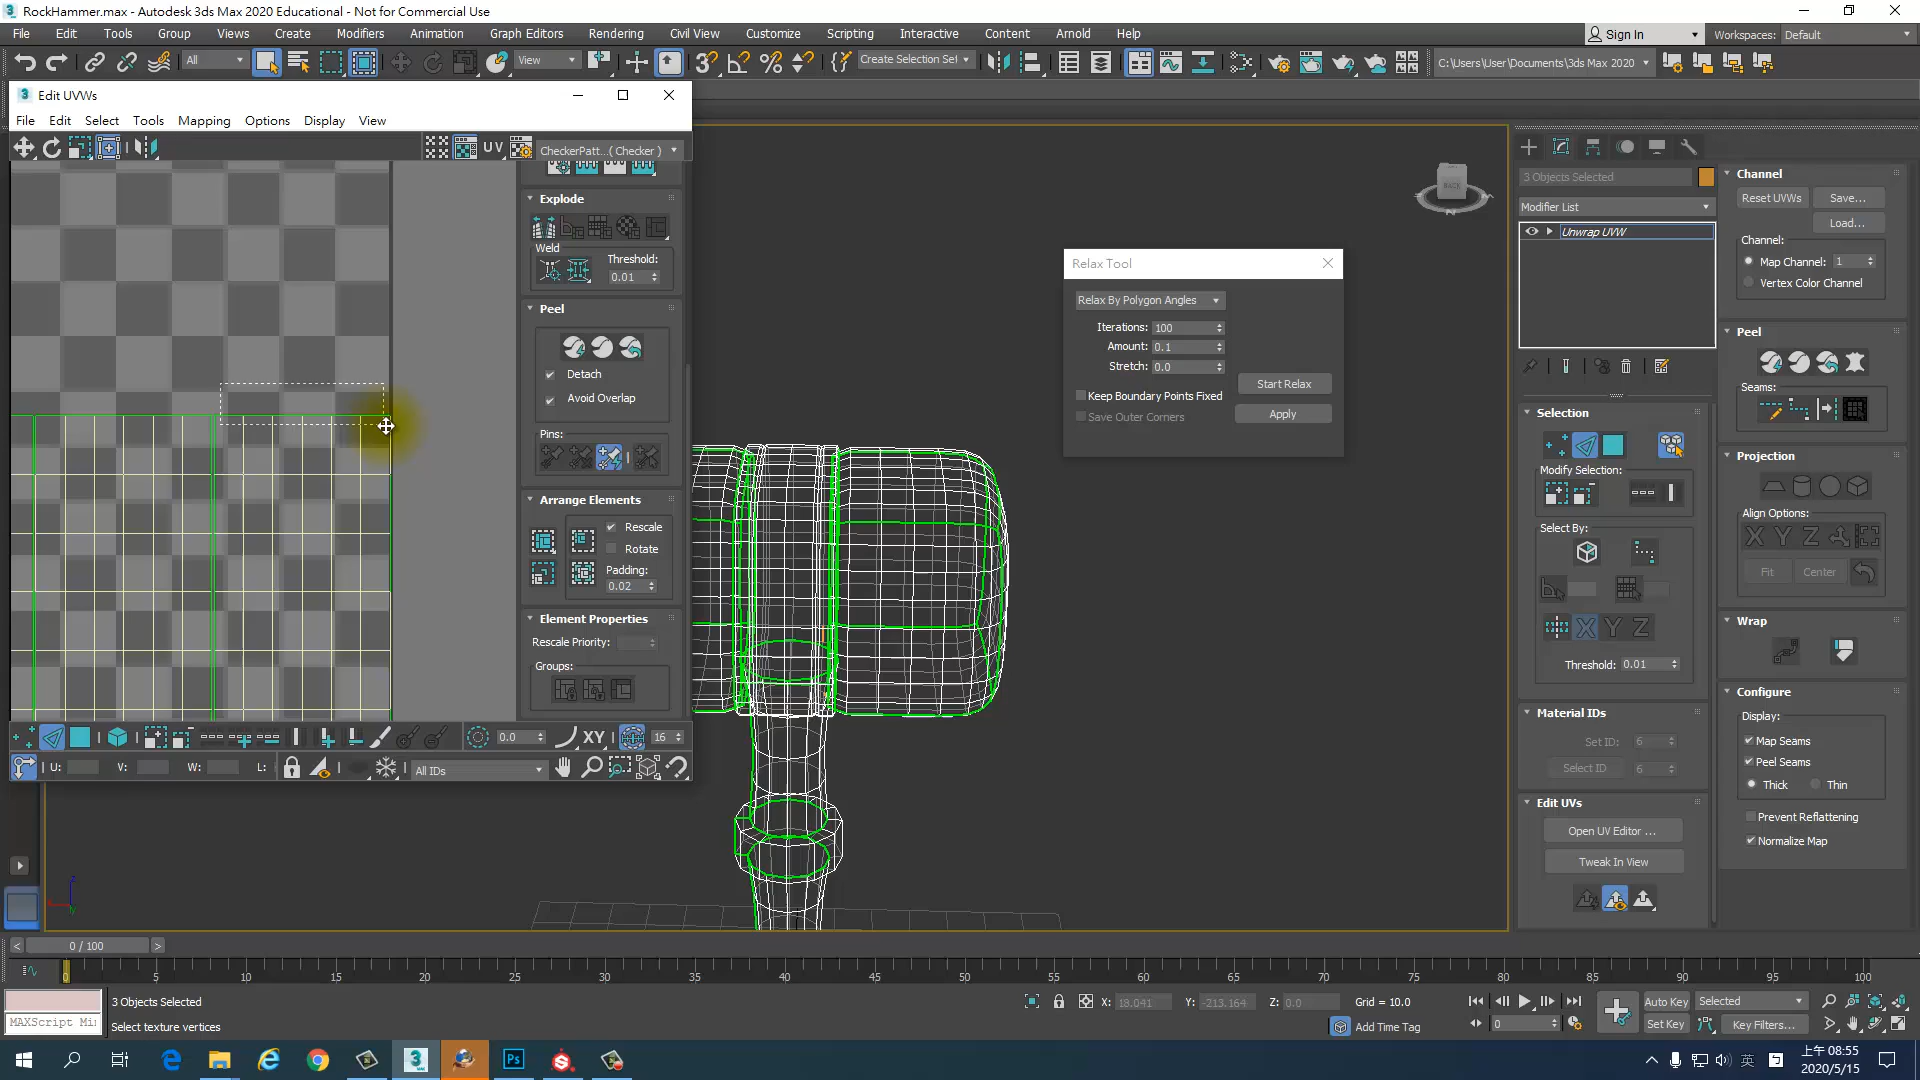 RockHammer.max - Autodesk 3ds Max 2020 Educational - Not for Commercial Use
File Edit Tools Group Views Create Modifiers Animation Graph Editors Rendering Civil View Customize Scripting Interactive Content Arnold Help
Sign In Workspaces: Default
All View Create Selection Set C:\Users\User\Documents\3ds Max 2020
Edit UVWs
File Edit Select Tools Mapping Options Display View
UV CheckerPatt...( Checker )
Explode
Weld
Threshold:
0.01
Peel
Detach
Avoid Overlap
Pins:
Arrange Elements
Rescale
Rotate
Padding:
0.02
Element Properties
Rescale Priority:
Groups:
0.0 XY 16
U: V: W: L: All IDs
Relax Tool
Relax By Polygon Angles
Iterations: 100
Amount: 0.1
Stretch: 0.0
Start Relax
Keep Boundary Points Fixed
Save Outer Corners
Apply
BACK
3 Objects Selected
Modifier List
Unwrap UVW
Selection
Modify Selection:
Select By:
X Y Z
Threshold: 0.01
Material IDs
Set ID: 6
Select ID 6
Edit UVs
Open UV Editor ...
Tweak In View
Channel
Reset UVWs Save...
Load...
Channel:
Map Channel: 1
Vertex Color Channel
Peel
Seams:
Projection
Align Options:
X Y Z
Fit Center
Wrap
Configure
Display:
Map Seams
Peel Seams
Thick Thin
Prevent Reflattening
Normalize Map
0 / 100
0 5 10 15 20 25 30 35 40 45 50 55 60 65 70 75 80 85 90 95 100
3 Objects Selected
X: 18.041 Y: -213.164 Z: 0.0 Grid = 10.0
Auto Key Selected
MAXScript Mi
Select texture vertices
Add Time Tag
0
Set Key Key Filters...
Ps
英
上午 08:55
2020/5/15